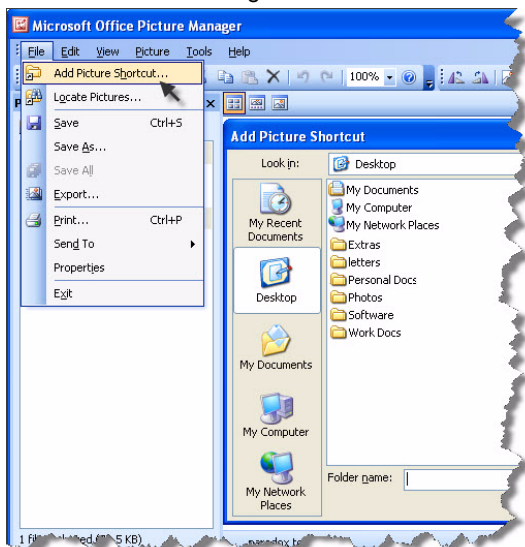 Microsoft Office Picture Manager
File Edit View Picture Tools Help
Add Picture Shortcut...
100%
Locate Pictures...
Save Ctrl+S
Save As...
Save All
Export...
Print... Ctrl+P
Send To
Properties
Exit
Add Picture Shortcut
Look in:
Desktop
My Recent
Documents
Desktop
My Documents
My Computer
My Network
Places
My Documents
My Computer
My Network Places
Extras
letters
Personal Docs
Photos
Software
Work Docs
Folder name:
5 KB)